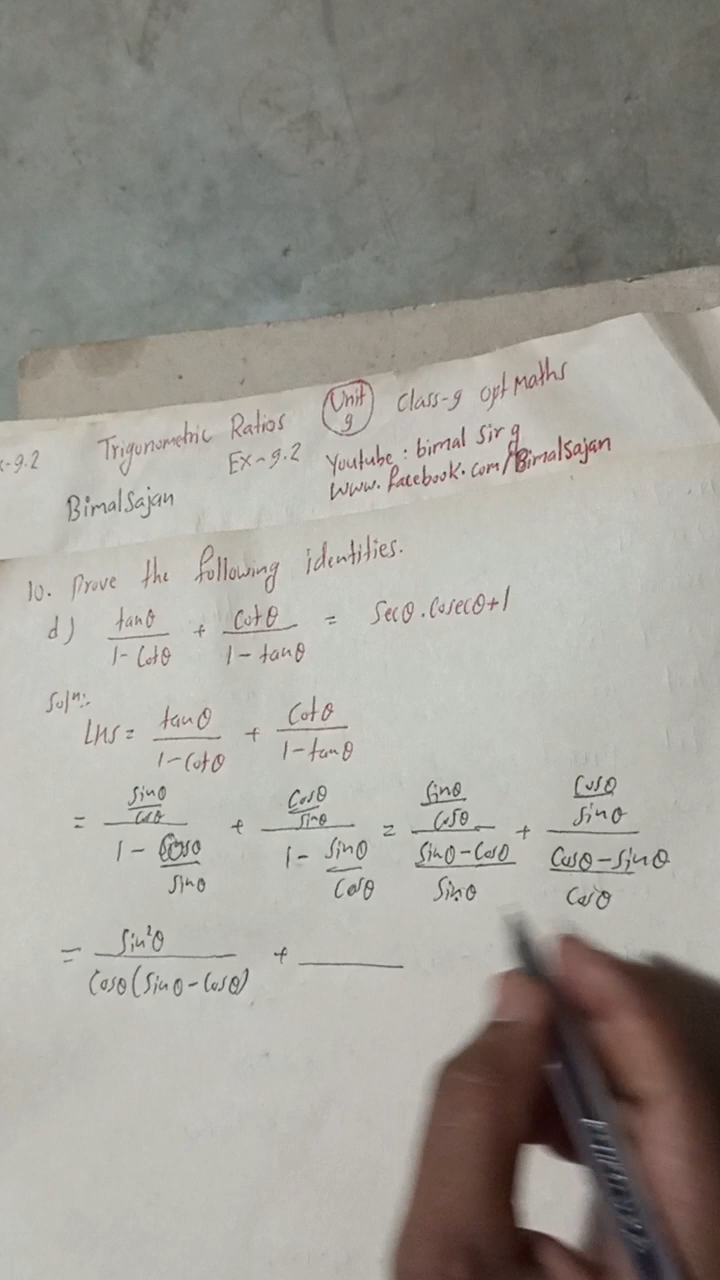 x-9.2 Trigonometric Ratios Unit 9 Class-9 Opt Maths
BimalSajan Ex-9.2 Youtube : bimal Sir g
www.facebook.com/BimalSajan
10. Prove the following identities.
d) tanθ/(1-Cotθ) + Cotθ/(1-tanθ) = Secθ.Cosecθ+1
Solⁿ:
LHS = tanθ/(1-Cotθ) + Cotθ/(1-tanθ)
= (Sinθ/Cosθ)/(1-Cosθ/Sinθ) + (Cosθ/Sinθ)/(1-Sinθ/Cosθ) = (Sinθ/Cosθ)/((Sinθ-Cosθ)/Sinθ) + (Cosθ/Sinθ)/((Cosθ-Sinθ)/Cosθ)
= Sin²θ/(Cosθ(Sinθ-Cosθ)) +